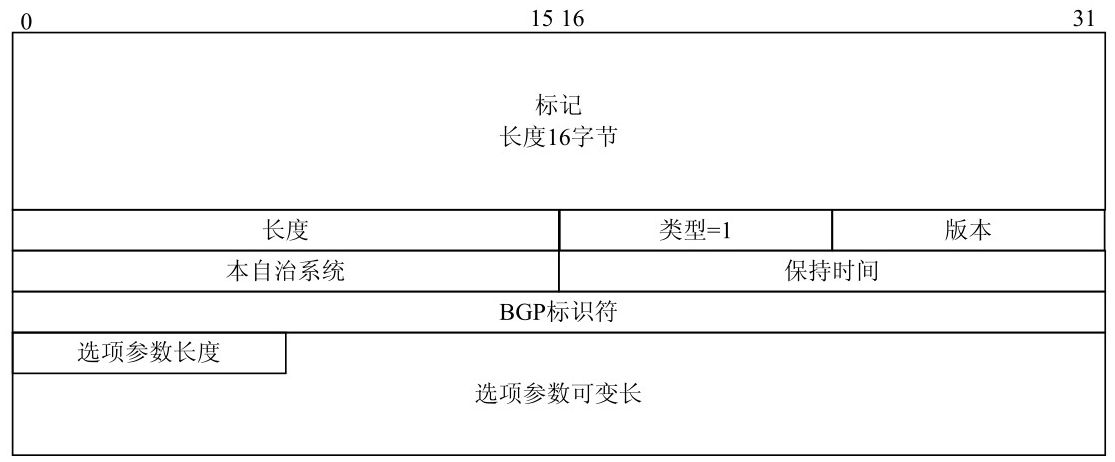 0 15 16 31
标记
长度16字节
长度 类型=1 版本
本自治系统 保持时间
BGP标识符
选项参数长度
选项参数可变长